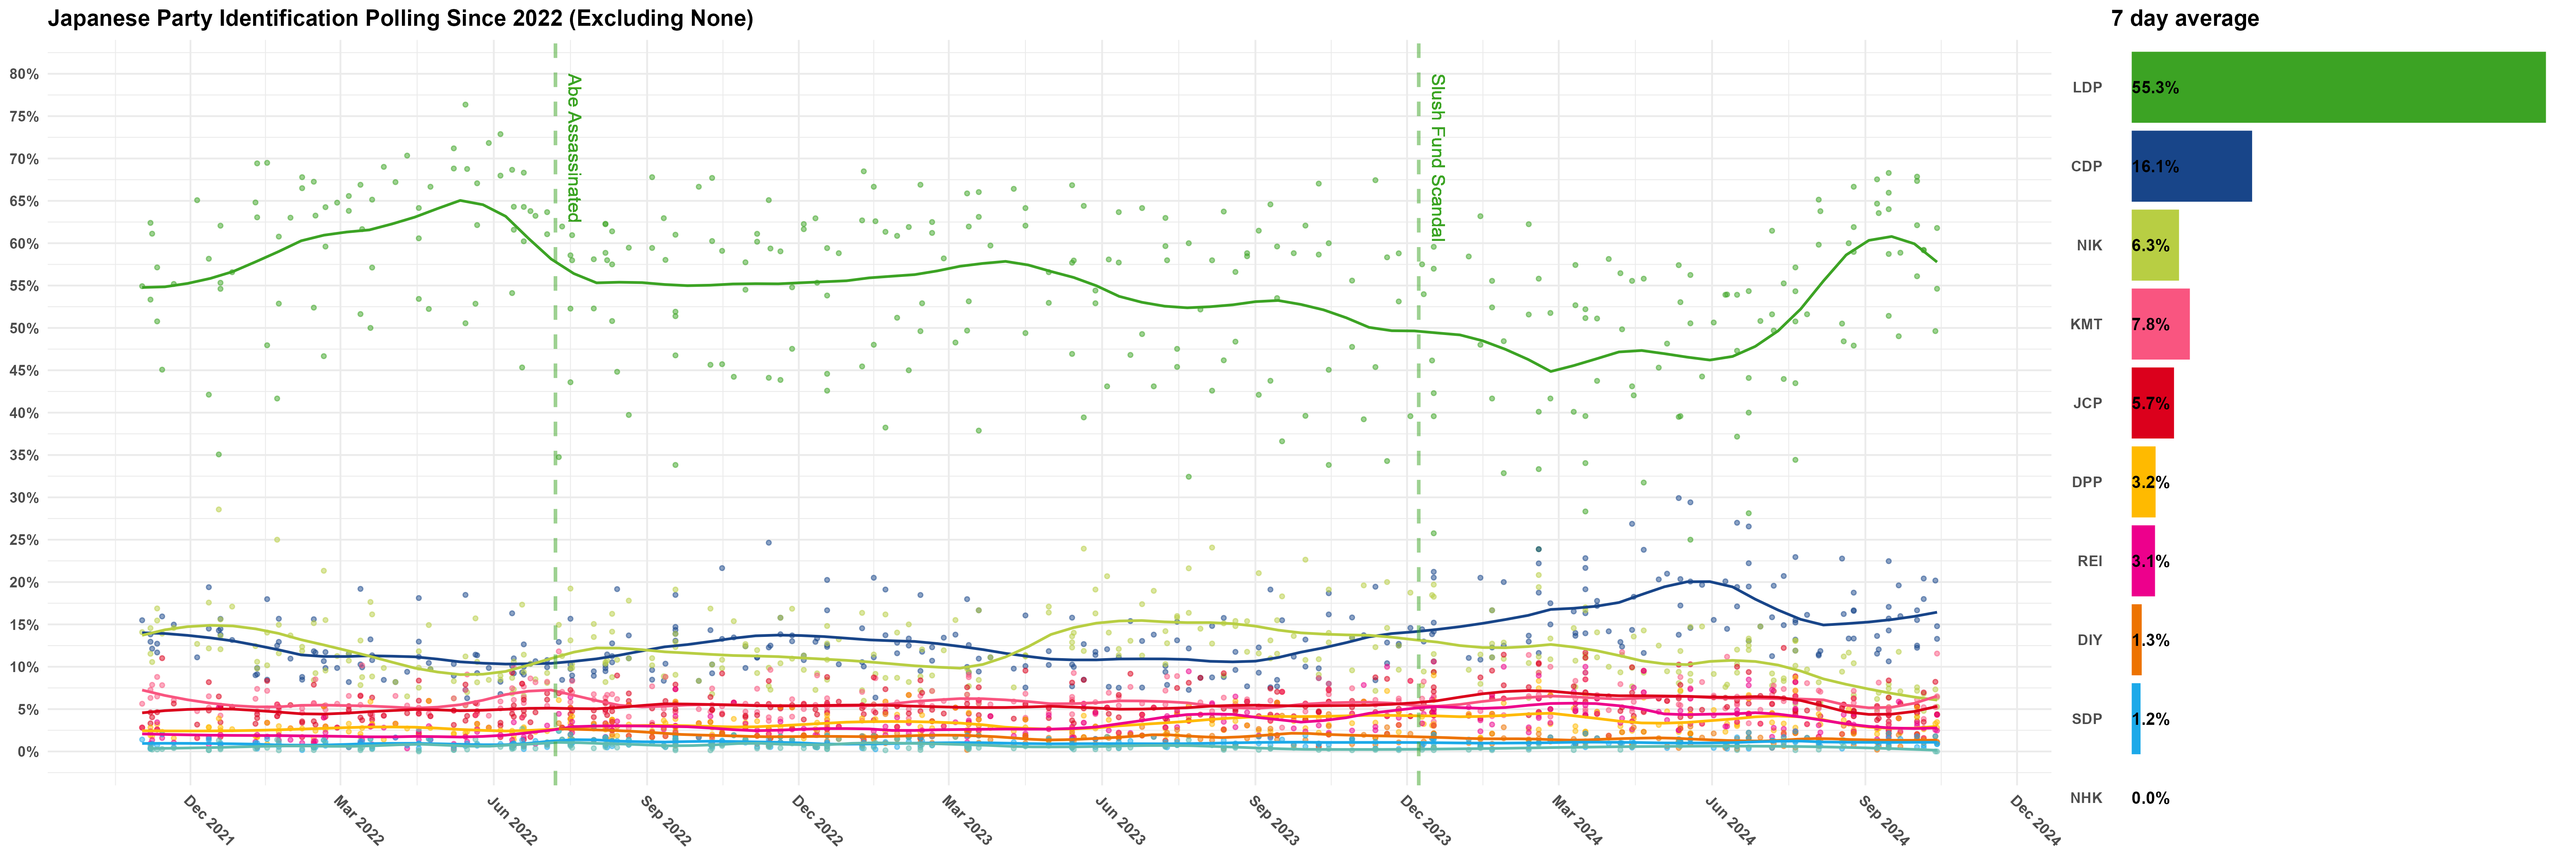 Japanese Party Identification Polling Since 2022 (Excluding None)
7 day average
80%
75%
70%
65%
60%
55%
50%
45%
40%
35%
30%
25%
20%
15%
10%
5%
0%
Abe Assassinated
Slush Fund Scandal
Dec 2021
Mar 2022
Jun 2022
Sep 2022
Dec 2022
Mar 2023
Jun 2023
Sep 2023
Dec 2023
Mar 2024
Jun 2024
Sep 2024
Dec 2024
LDP 55.3%
CDP 16.1%
NIK 6.3%
KMT 7.8%
JCP 5.7%
DPP 3.2%
REI 3.1%
DIY 1.3%
SDP 1.2%
NHK 0.0%